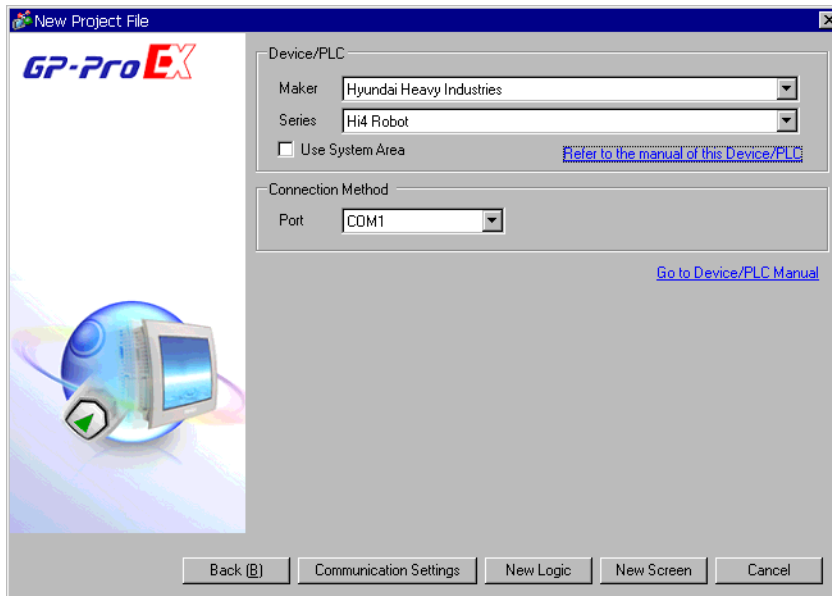 New Project File
GP-Pro EX
Device/PLC
Maker Hyundai Heavy Industries
Series Hi4 Robot
Use System Area Refer to the manual of this Device/PLC
Connection Method
Port COM1
Go to Device/PLC Manual
Back (B) Communication Settings New Logic New Screen Cancel